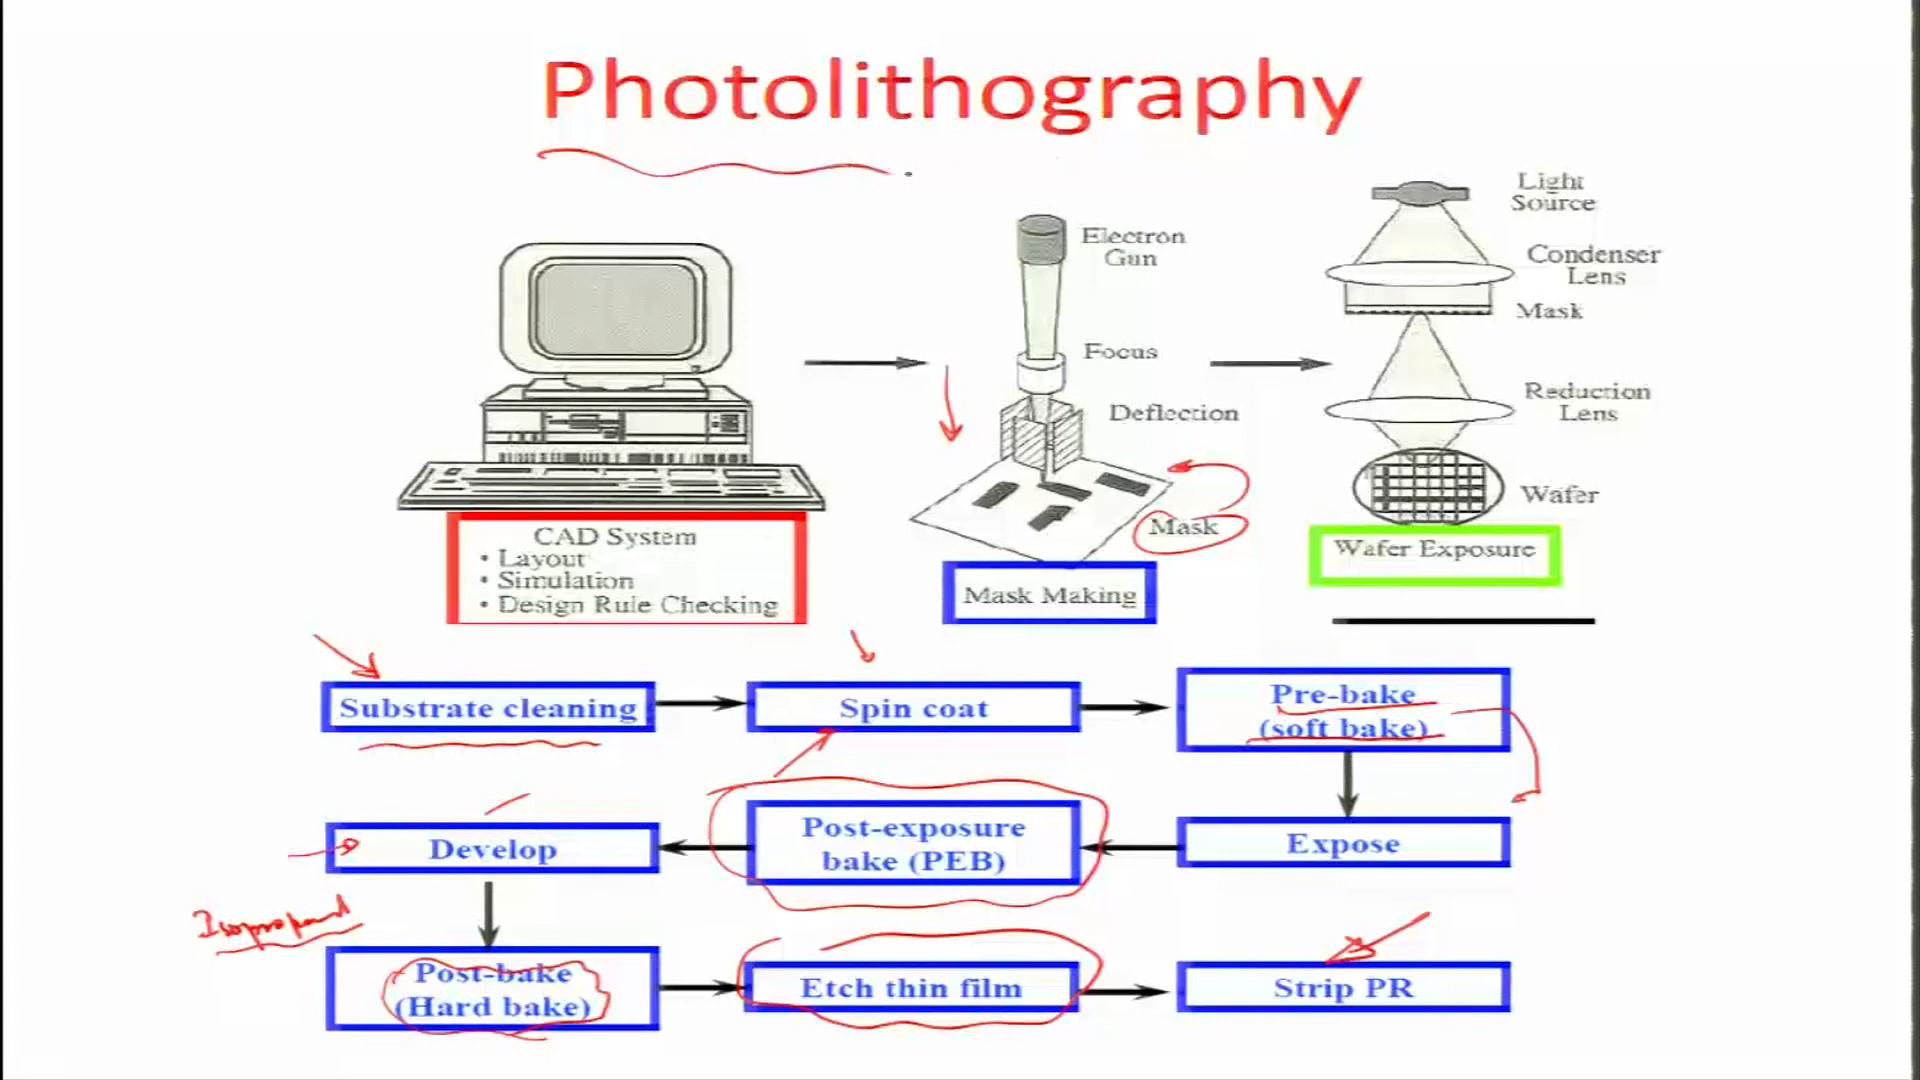 Photolithography
Light
Source
Electron
Gun
Condenser
Lens
Mask
Focus
Reduction
Lens
Deflection
Wafer
Mask
CAD System
• Layout
• Simulation
• Design Rule Checking
Mask Making
Wafer Exposure
Substrate cleaning
Spin coat
Pre-bake
(soft bake)
Develop
Post-exposure
bake (PEB)
Expose
Isopropanol
Post-bake
(Hard bake)
Etch thin film
Strip PR